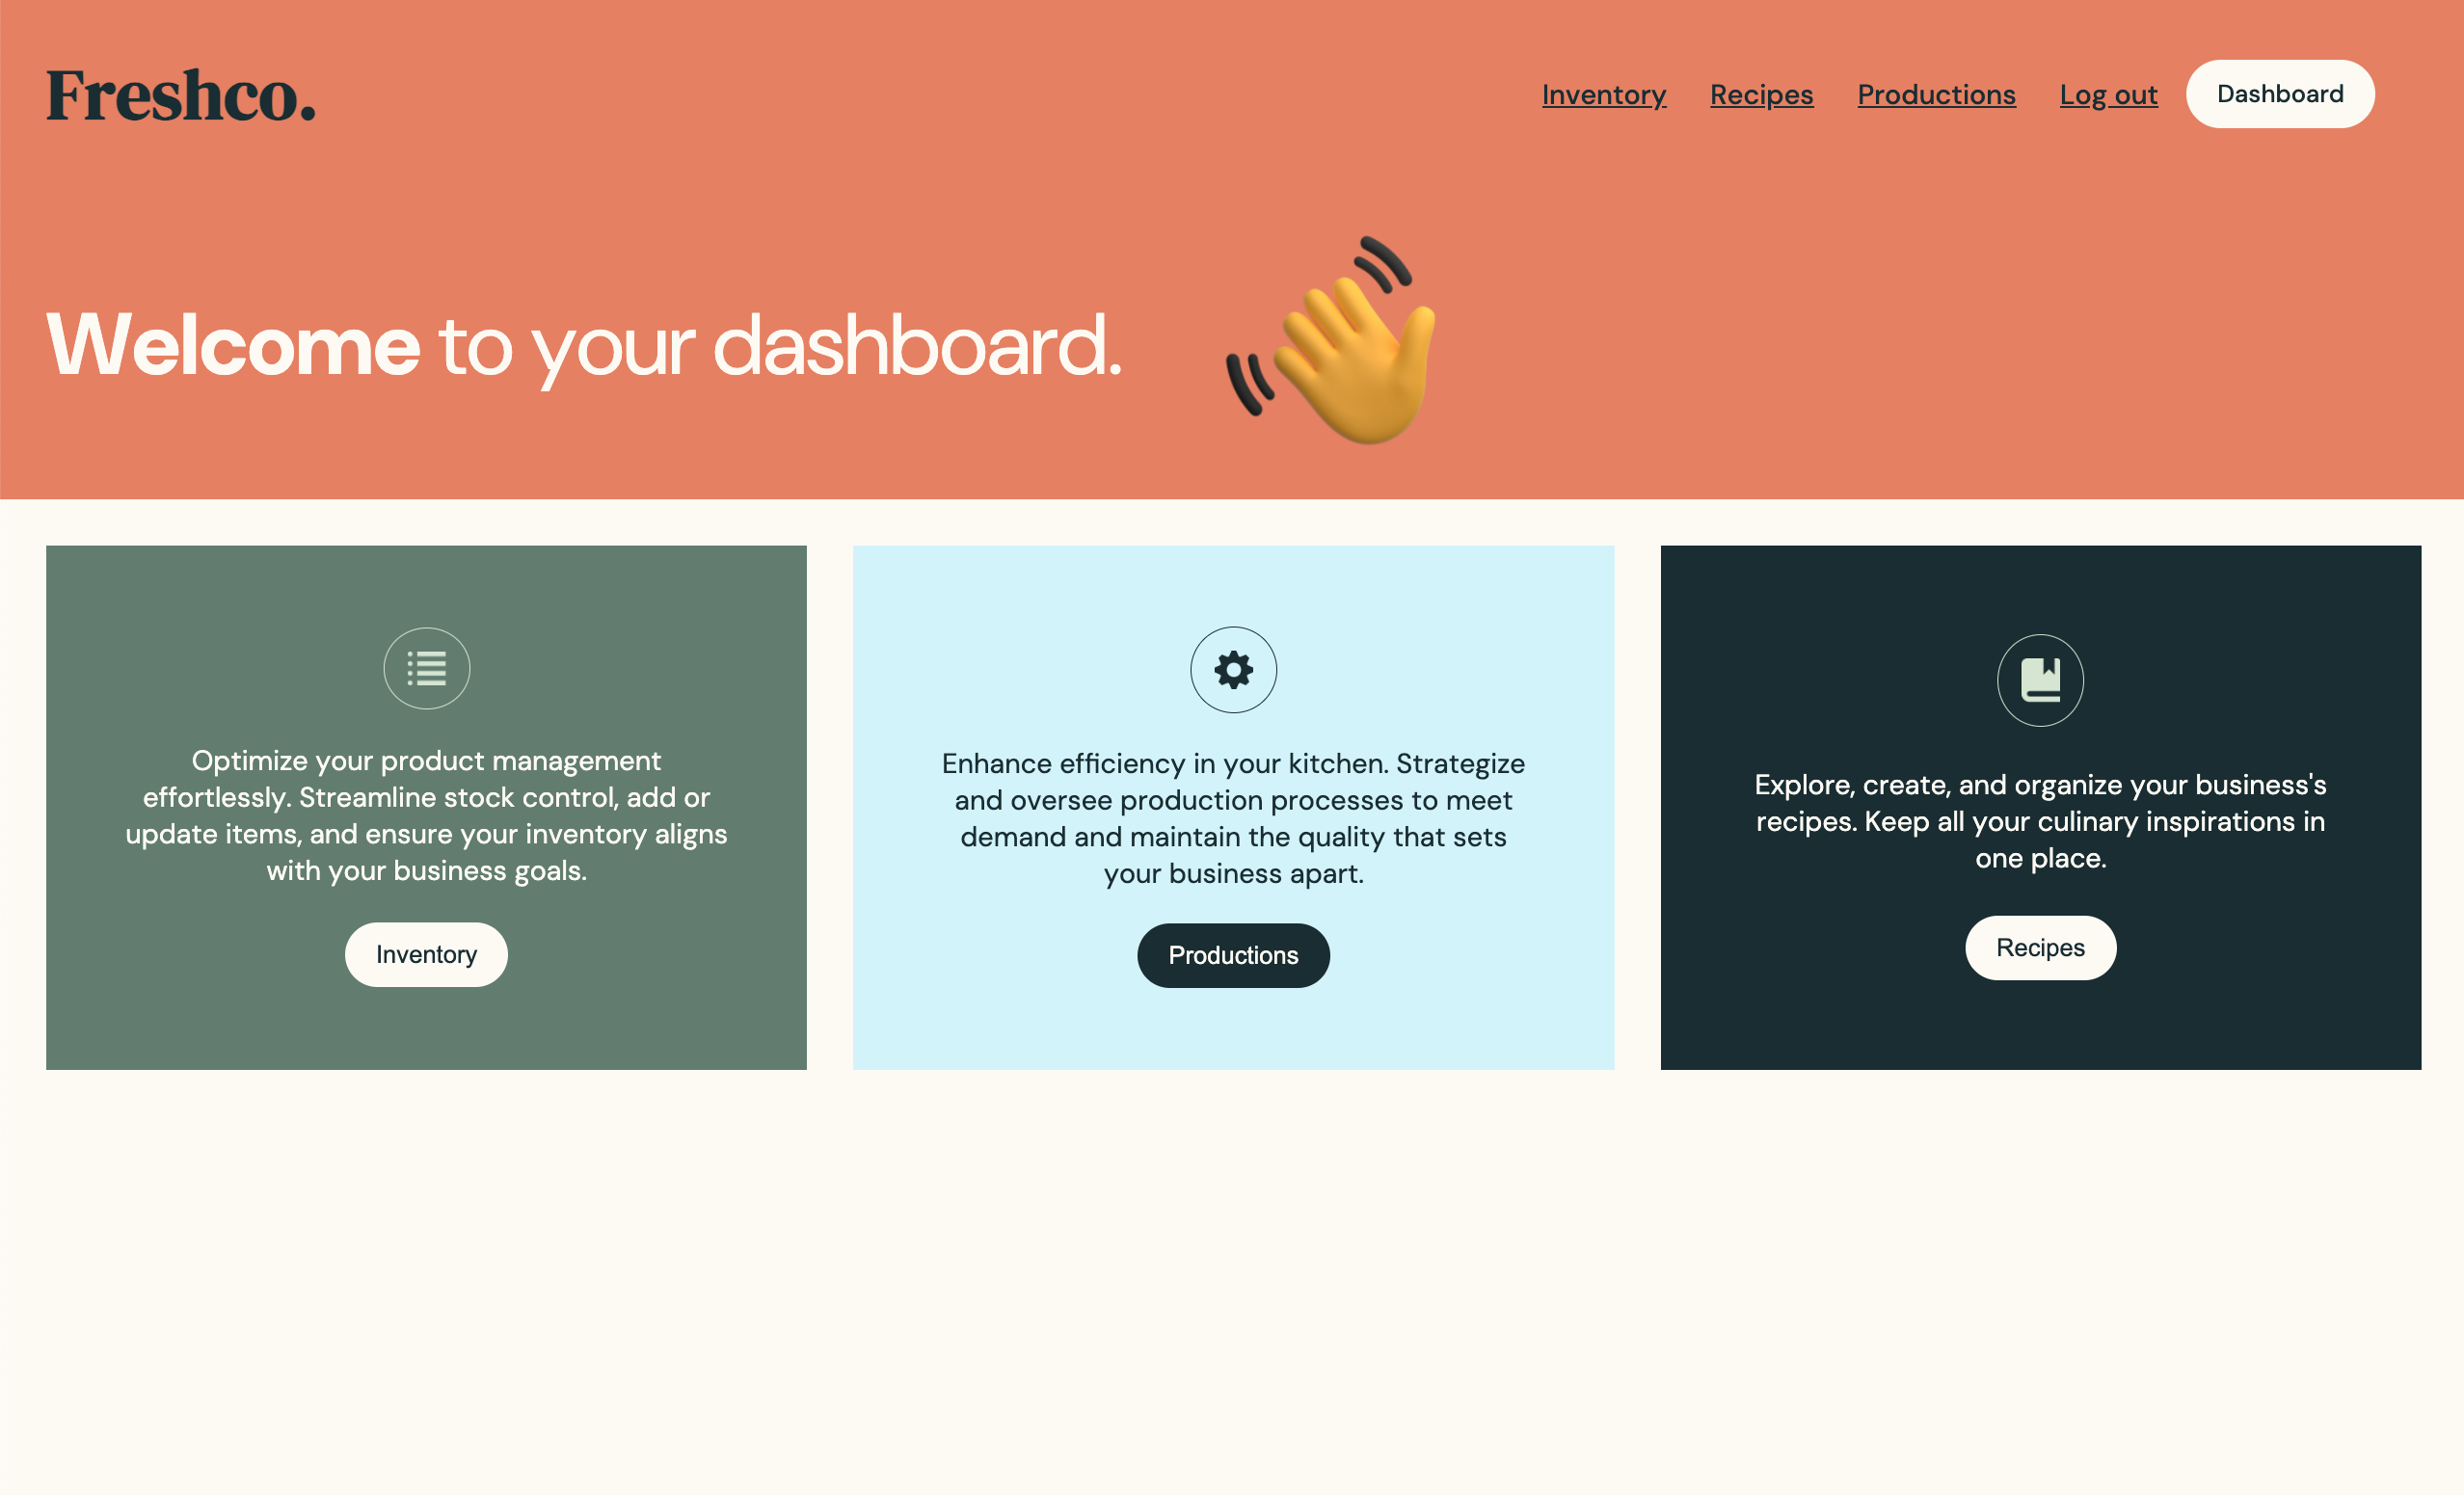 Freshco.
Inventory
Recipes
Productions
Log out
Dashboard
Welcome to your dashboard.
Optimize your product management
effortlessly. Streamline stock control, add or
update items, and ensure your inventory aligns
with your business goals.
Inventory
Enhance efficiency in your kitchen. Strategize
and oversee production processes to meet
demand and maintain the quality that sets
your business apart.
Productions
Explore, create, and organize your business's
recipes. Keep all your culinary inspirations in
one place.
Recipes